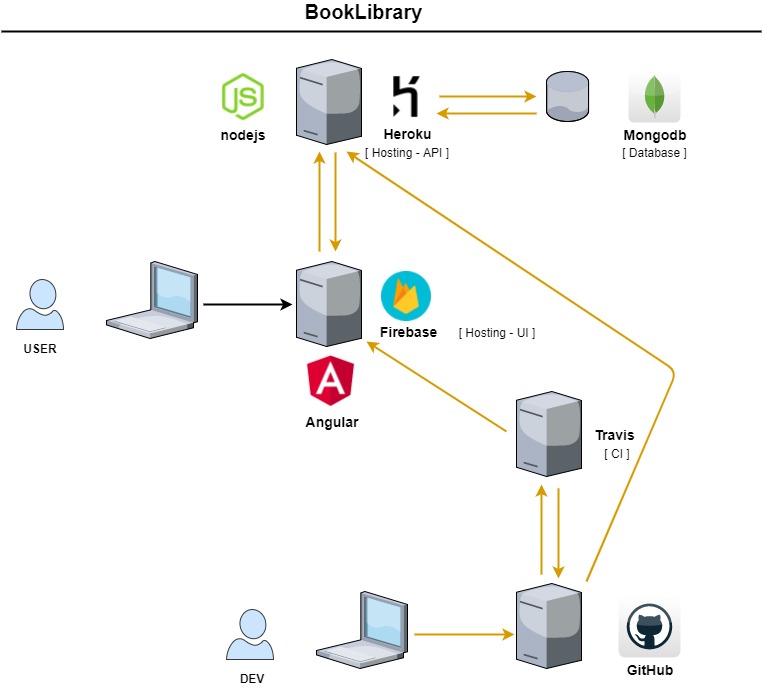 BookLibrary
JS
nodejs
Heroku
[ Hosting - API ]
Mongodb
[ Database ]
USER
Firebase
[ Hosting - UI ]
A
Angular
Travis
[ CI ]
DEV
GitHub